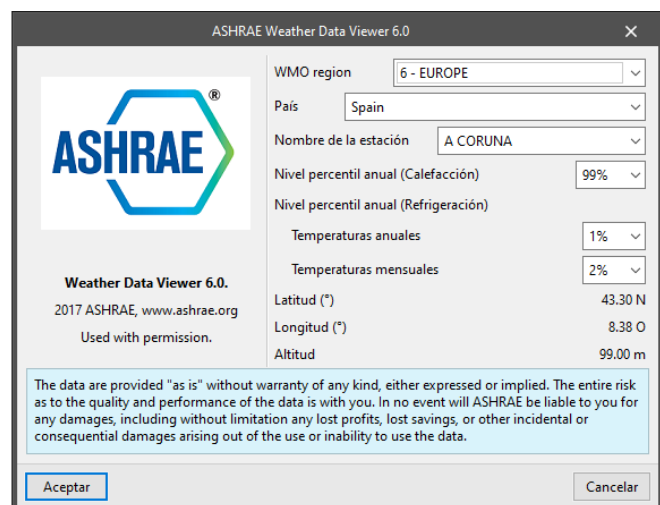 ASHRAE Weather Data Viewer 6.0
ASHRAE ®
Weather Data Viewer 6.0.
2017 ASHRAE, www.ashrae.org
Used with permission.
WMO region 6 - EUROPE
País Spain
Nombre de la estación A CORUNA
Nivel percentil anual (Calefacción) 99%
Nivel percentil anual (Refrigeración)
Temperaturas anuales 1%
Temperaturas mensuales 2%
Latitud (°) 43.30 N
Longitud (°) 8.38 O
Altitud 99.00 m
The data are provided "as is" without warranty of any kind, either expressed or implied. The entire risk
as to the quality and performance of the data is with you. In no event will ASHRAE be liable to you for
any damages, including without limitation any lost profits, lost savings, or other incidental or
consequential damages arising out of the use or inability to use the data.
Aceptar Cancelar